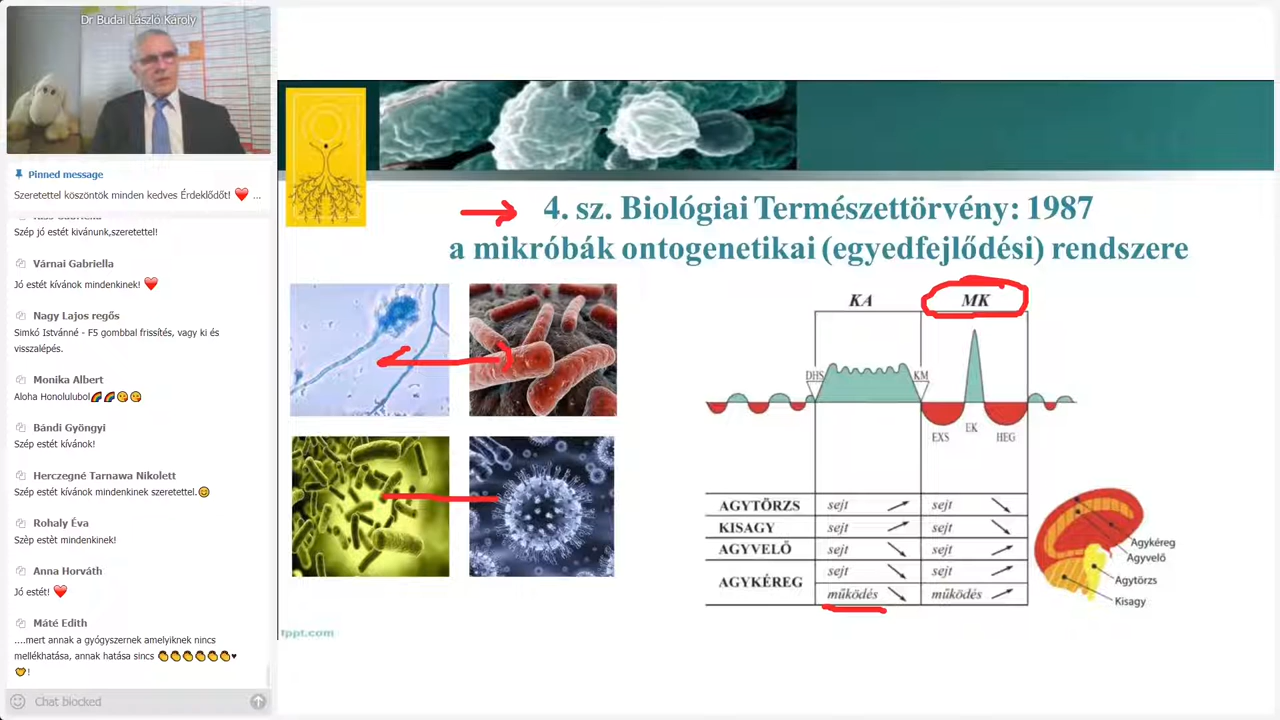 Dr Budai László Károly
Pinned message
Szeretettel köszöntök minden kedves Érdeklődőt! ❤️ ...
Szép jó estét kivánunk,szeretettel!
Várnai Gabriella
Jó estét kívánok mindenkinek! ❤️
Nagy Lajos regős
Simkó Istvánné - F5 gombbal frissítés, vagy ki és
visszalépés.
Monika Albert
Aloha Honolulubol🌈🌈😘😘
Bándi Gyöngyi
Szép estét kívánok!
Herczegné Tarnawa Nikolett
Szép estét kívánok mindenkinek szeretettel.😊
Rohaly Éva
Szèp estèt mindenkinek!
Anna Horváth
Jó estét! ❤️
Máté Edith
....mert annak a gyógyszernek amelyiknek nincs
mellékhatása, annak hatása sincs 👏👏👏👏👏👏♥
💛!
Chat blocked
4. sz. Biológiai Természettörvény: 1987
a mikróbák ontogenetikai (egyedfejlődési) rendszere
KA
MK
DHS
KM
EXS
EK
HEG
AGYTÖRZS sejt sejt
KISAGY sejt sejt
AGYVELŐ sejt sejt
AGYKÉREG sejt sejt
működés működés
Agykéreg
Agyvelő
Agytörzs
Kisagy
tppt.com